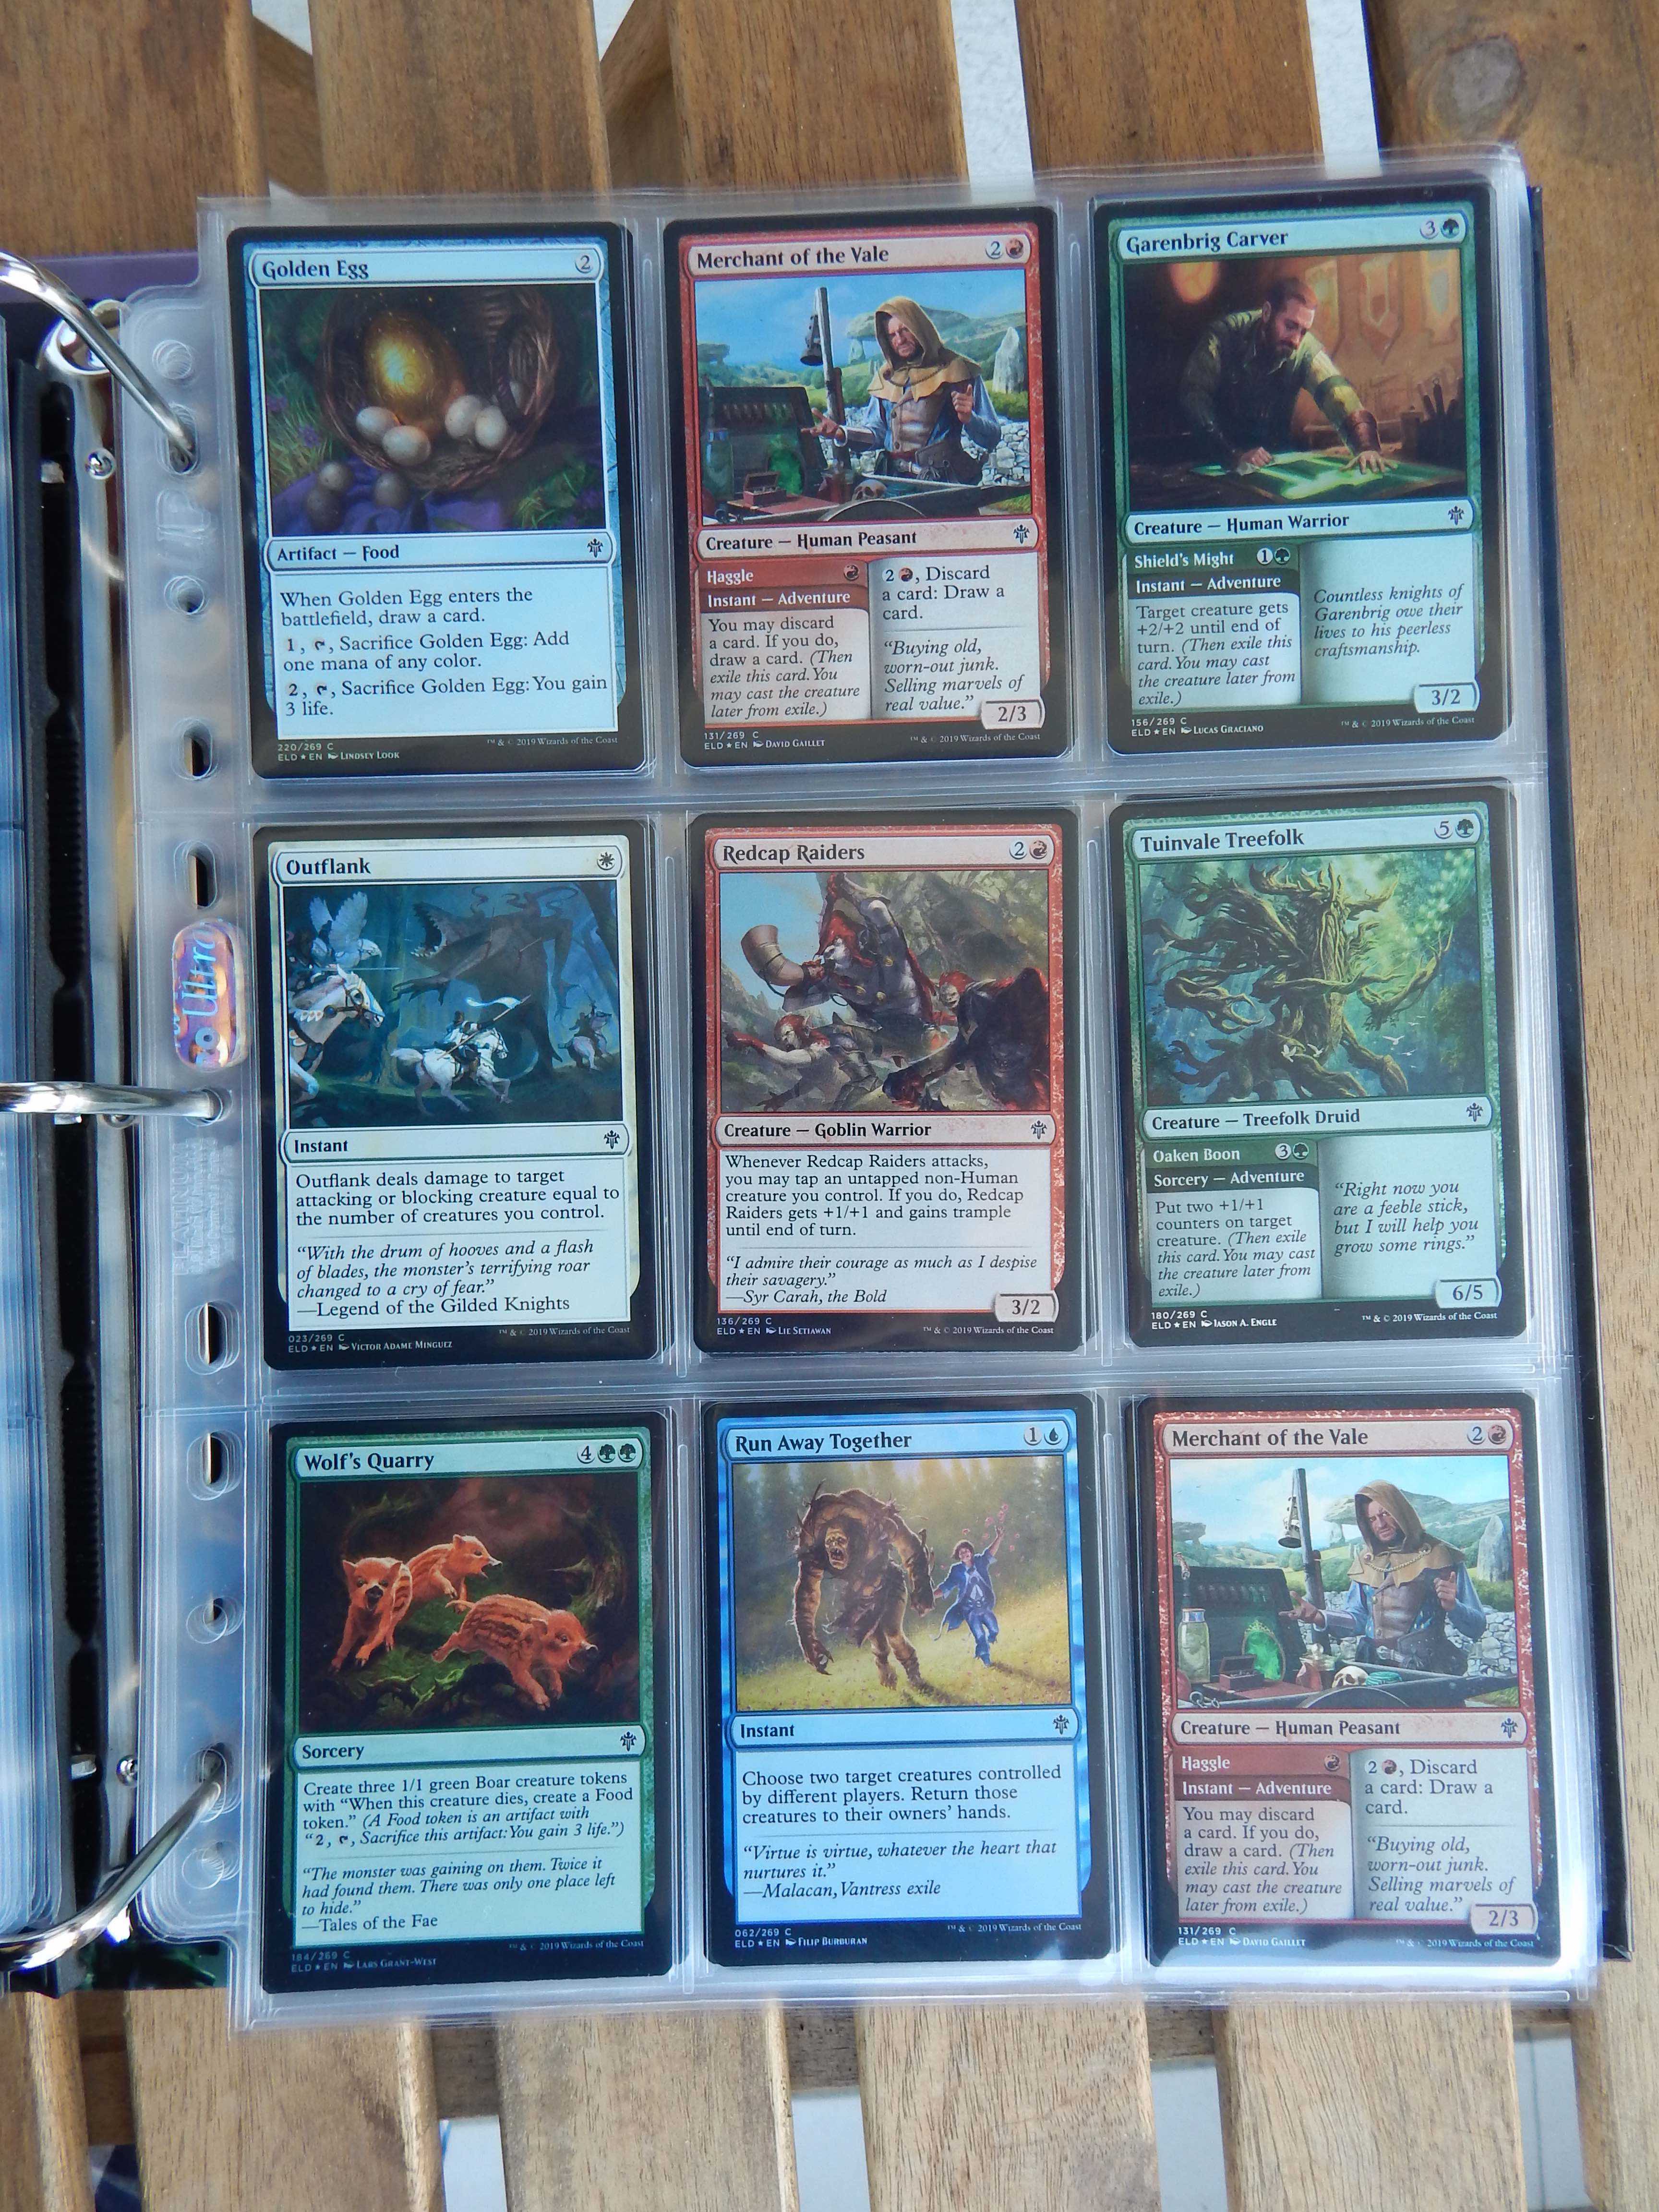 Golden Egg 2
Artifact — Food
When Golden Egg enters the
battlefield, draw a card.
1, , Sacrifice Golden Egg: Add
one mana of any color.
2, , Sacrifice Golden Egg: You gain
3 life.
220/269 C
ELD ★ EN LINDSEY LOOK
™ & © 2019 Wizards of the Coast
Merchant of the Vale 2
Creature — Human Peasant
Haggle
Instant — Adventure
You may discard
a card. If you do,
draw a card. (Then
exile this card. You
may cast the creature
later from exile.)
2 , Discard
a card: Draw a
card.
“Buying old,
worn-out junk.
Selling marvels of
real value.”
2/3
131/269 C
ELD ★ EN DAVID GAILLET
™ & © 2019 Wizards of the Coast
Garenbrig Carver 3
Creature — Human Warrior
Shield's Might 1
Instant — Adventure
Target creature gets
+2/+2 until end of
turn. (Then exile this
card. You may cast
the creature later from
exile.)
Countless knights of
Garenbrig owe their
lives to his peerless
craftsmanship.
3/2
156/269 C
ELD ★ EN LUCAS GRACIANO
™ & © 2019 Wizards of the Coast
Outflank
Instant
Outflank deals damage to target
attacking or blocking creature equal to
the number of creatures you control.
“With the drum of hooves and a flash
of blades, the monster's terrifying roar
changed to a cry of fear.”
—Legend of the Gilded Knights
023/269 C
ELD ★ EN VICTOR ADAME MINGUEZ
™ & © 2019 Wizards of the Coast
Redcap Raiders 2
Creature — Goblin Warrior
Whenever Redcap Raiders attacks,
you may tap an untapped non-Human
creature you control. If you do, Redcap
Raiders gets +1/+1 and gains trample
until end of turn.
“I admire their courage as much as I despise
their savagery.”
—Syr Carah, the Bold
3/2
136/269 C
ELD ★ EN LIE SETIAWAN
™ & © 2019 Wizards of the Coast
Tuinvale Treefolk 5
Creature — Treefolk Druid
Oaken Boon 3
Sorcery — Adventure
Put two +1/+1
counters on target
creature. (Then exile
this card. You may cast
the creature later from
exile.)
“Right now you
are a feeble stick,
but I will help you
grow some rings.”
6/5
180/269 C
ELD ★ EN JASON A. ENGLE
™ & © 2019 Wizards of the Coast
Ultra
Wolf's Quarry 4
Sorcery
Create three 1/1 green Boar creature tokens
with “When this creature dies, create a Food
token.” (A Food token is an artifact with
“2, , Sacrifice this artifact: You gain 3 life.”)
“The monster was gaining on them. Twice it
had found them. There was only one place left
to hide.”
—Tales of the Fae
184/269 C
ELD ★ EN LARS GRANT-WEST
™ & © 2019 Wizards of the Coast
Run Away Together 1
Instant
Choose two target creatures controlled
by different players. Return those
creatures to their owners' hands.
“Virtue is virtue, whatever the heart that
nurtures it.”
—Malacan, Vantress exile
062/269 C
ELD ★ EN FILIP BURBURAN
™ & © 2019 Wizards of the Coast
Merchant of the Vale 2
Creature — Human Peasant
Haggle
Instant — Adventure
You may discard
a card. If you do,
draw a card. (Then
exile this card. You
may cast the creature
later from exile.)
2 , Discard
a card: Draw a
card.
“Buying old,
worn-out junk.
Selling marvels of
real value.”
2/3
131/269 C
ELD ★ EN DAVID GAILLET
™ & © 2019 Wizards of the Coast